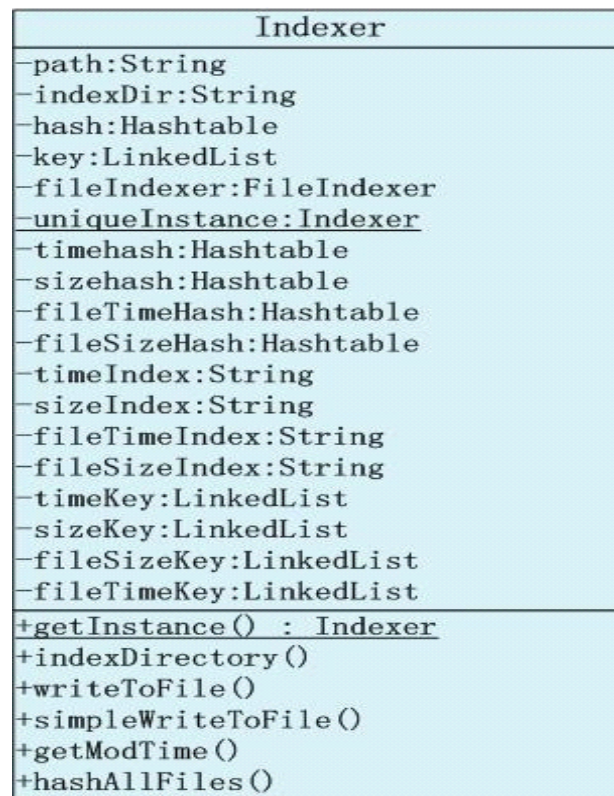 Indexer
-path:String
-indexDir:String
-hash:Hashtable
-key:LinkedList
-fileIndexer:FileIndexer
-uniqueInstance:Indexer
-timehash:Hashtable
-sizehash:Hashtable
-fileTimeHash:Hashtable
-fileSizeHash:Hashtable
-timeIndex:String
-sizeIndex:String
-fileTimeIndex:String
-fileSizeIndex:String
-timeKey:LinkedList
-sizeKey:LinkedList
-fileSizeKey:LinkedList
-fileTimeKey:LinkedList
+getInstance() : Indexer
+indexDirectory()
+writeToFile()
+simpleWriteToFile()
+getModTime()
+hashAllFiles()